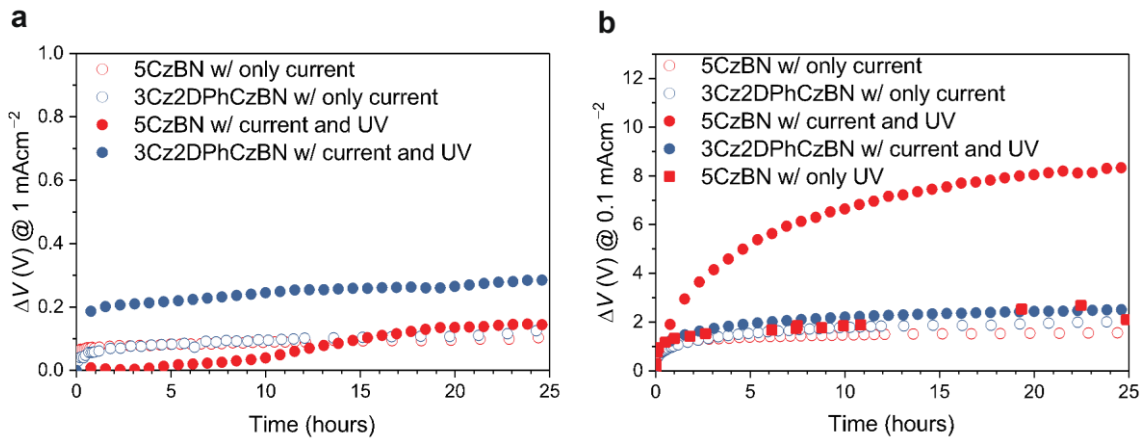 a
ΔV (V) @ 1 mAcm⁻²
1.0
0.8
0.6
0.4
0.2
0.0
5CzBN w/ only current
3Cz2DPhCzBN w/ only current
5CzBN w/ current and UV
3Cz2DPhCzBN w/ current and UV
0 5 10 15 20 25
Time (hours)
b
ΔV (V) @ 0.1 mAcm⁻²
12
10
8
6
4
2
0
5CzBN w/ only current
3Cz2DPhCzBN w/ only current
5CzBN w/ current and UV
3Cz2DPhCzBN w/ current and UV
5CzBN w/ only UV
0 5 10 15 20 25
Time (hours)